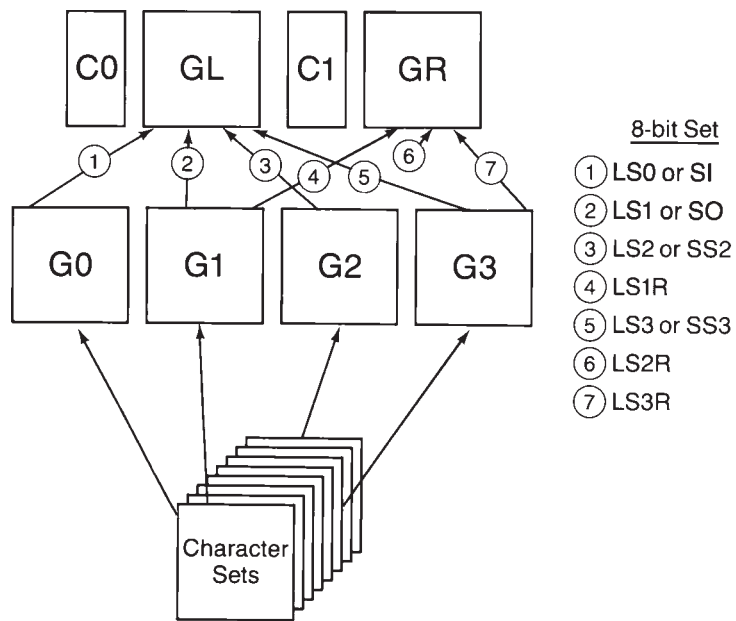 C0 GL C1 GR
8-bit Set
1 2 3 4 5 6 7
1 LS0 or SI
2 LS1 or SO
3 LS2 or SS2
4 LS1R
5 LS3 or SS3
6 LS2R
7 LS3R
G0 G1 G2 G3
Character
Sets